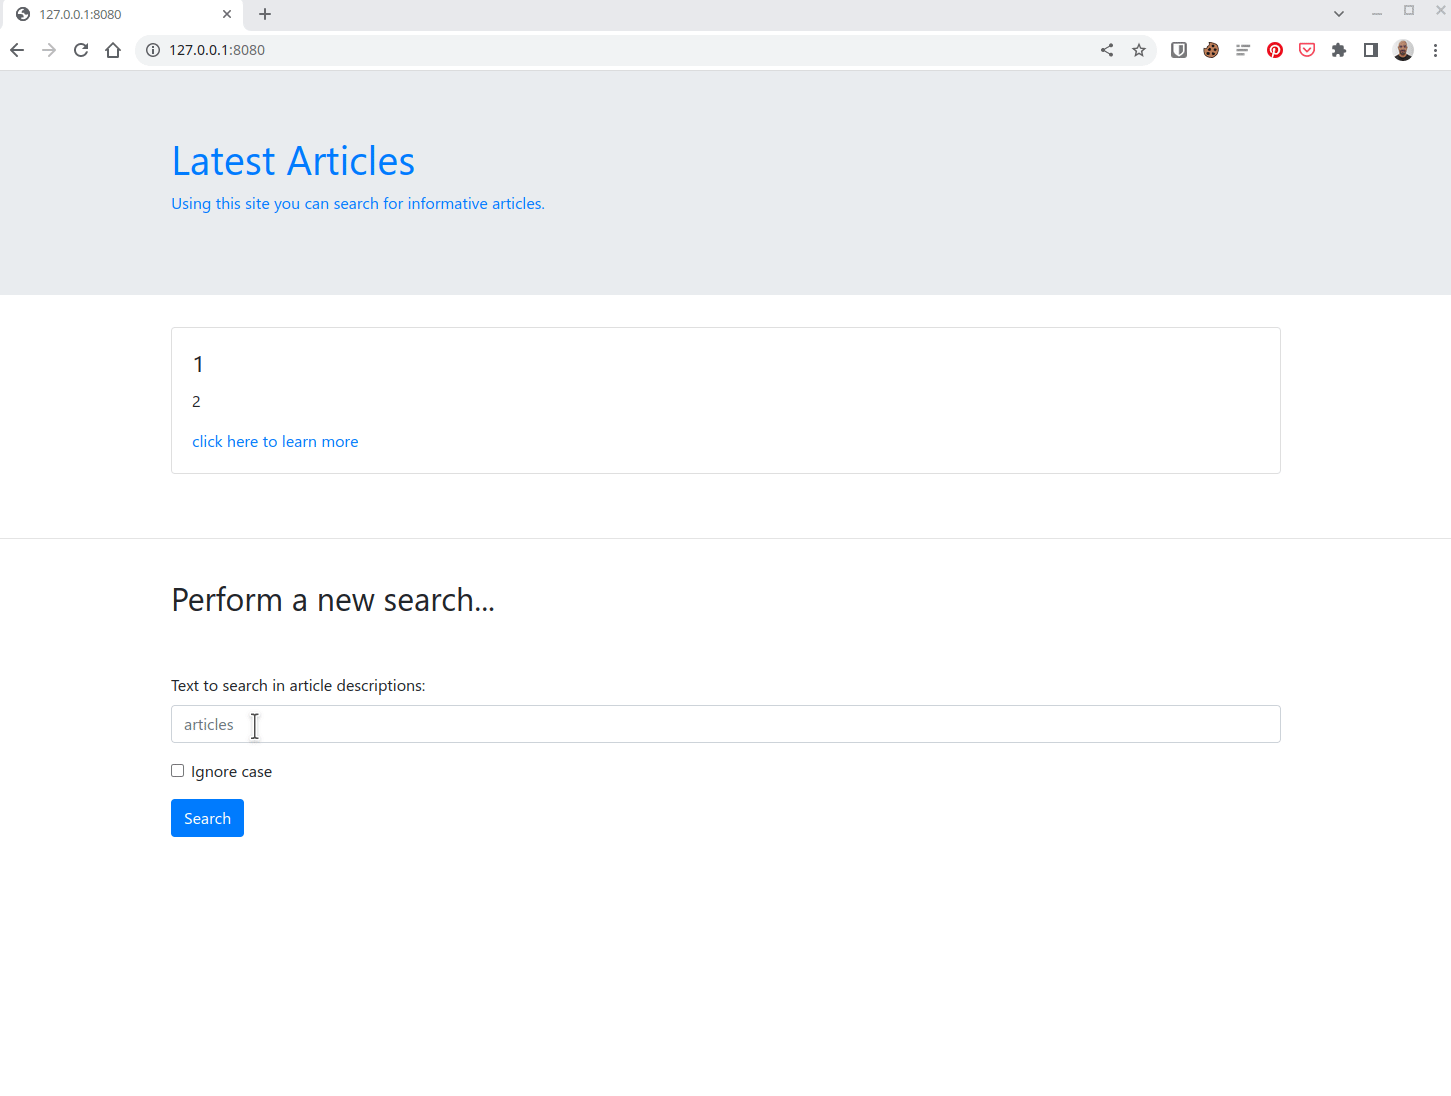 127.0.0.1:8080
127.0.0.1:8080
Latest Articles
Using this site you can search for informative articles.
1
2
click here to learn more
Perform a new search...
Text to search in article descriptions:
articles
Ignore case
Search